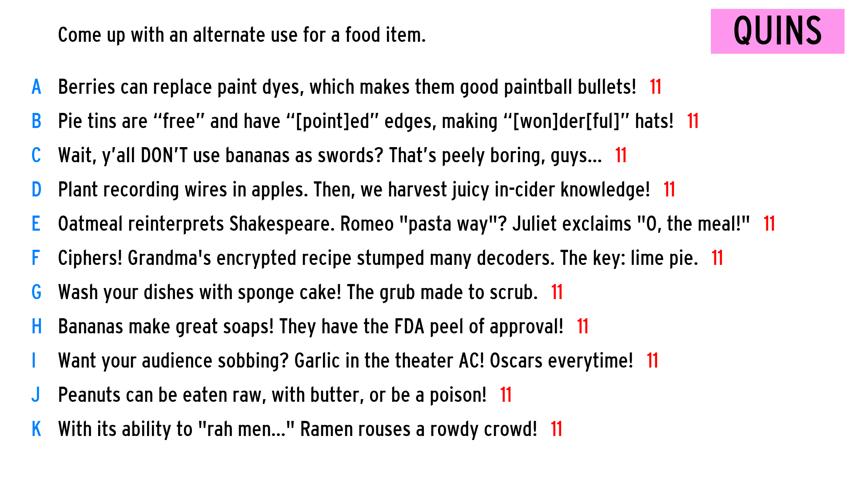 Come up with an alternate use for a food item.
QUINS
A Berries can replace paint dyes, which makes them good paintball bullets! 11
B Pie tins are “free” and have “[point]ed” edges, making “[won]der[ful]” hats! 11
C Wait, y’all DON’T use bananas as swords? That’s peely boring, guys... 11
D Plant recording wires in apples. Then, we harvest juicy in-cider knowledge! 11
E Oatmeal reinterprets Shakespeare. Romeo "pasta way"? Juliet exclaims "O, the meal!" 11
F Ciphers! Grandma's encrypted recipe stumped many decoders. The key: lime pie. 11
G Wash your dishes with sponge cake! The grub made to scrub. 11
H Bananas make great soaps! They have the FDA peel of approval! 11
I Want your audience sobbing? Garlic in the theater AC! Oscars everytime! 11
J Peanuts can be eaten raw, with butter, or be a poison! 11
K With its ability to "rah men..." Ramen rouses a rowdy crowd! 11